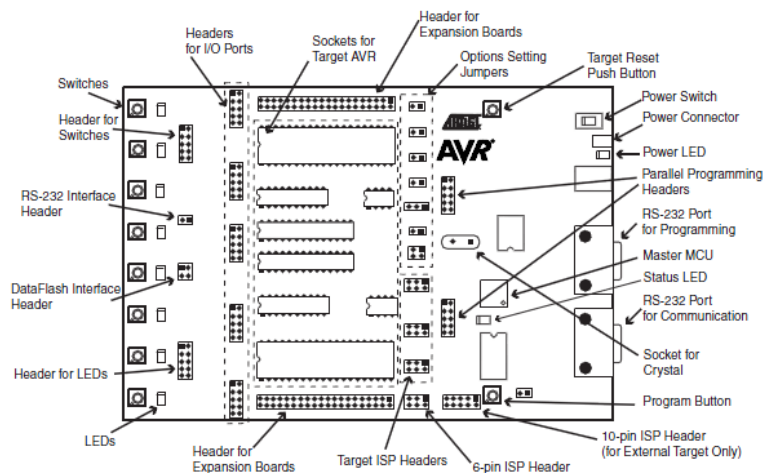 Headers
for I/O Ports
Sockets for
Target AVR
Header for
Expansion Boards
Options Setting
Jumpers
Target Reset
Push Button
Switches
Header for
Switches
RS-232 Interface
Header
DataFlash Interface
Header
Header for LEDs
LEDs
Power Switch
Power Connector
Power LED
Parallel Programming
Headers
RS-232 Port
for Programming
Master MCU
Status LED
RS-232 Port
for Communication
Socket for
Crystal
Program Button
10-pin ISP Header
(for External Target Only)
6-pin ISP Header
Target ISP Headers
Header for
Expansion Boards
ATMEL
AVR